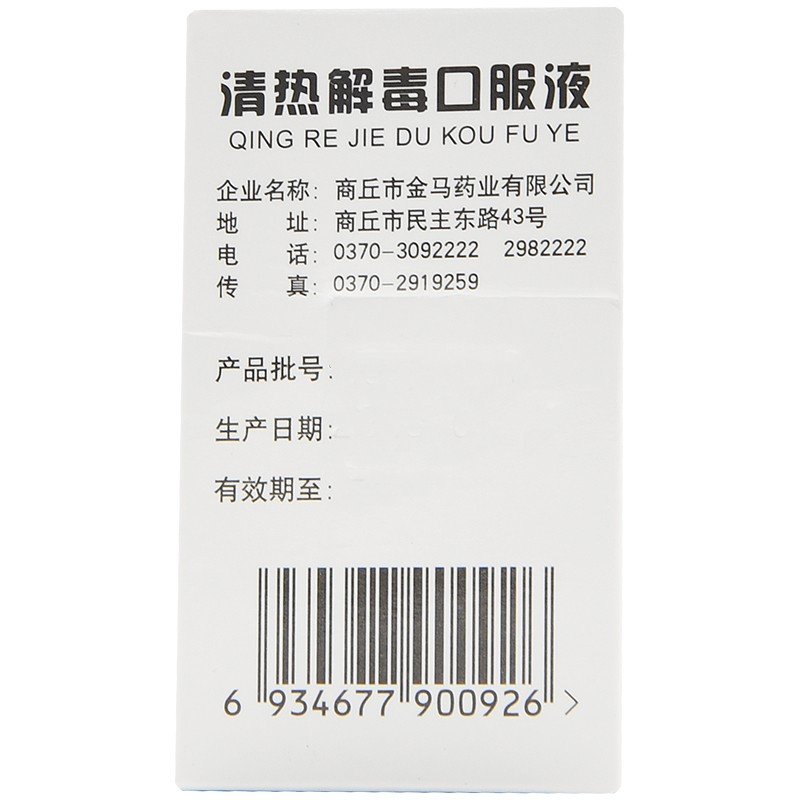 清热解毒口服液
QING RE JIE DU KOU FU YE
企业名称：商丘市金马药业有限公司
地　　址：商丘市民主东路43号
电　　话：0370-3092222  2982222
传　　真：0370-2919259
产品批号：
生产日期：
有效期至：
6 934677 900926 >